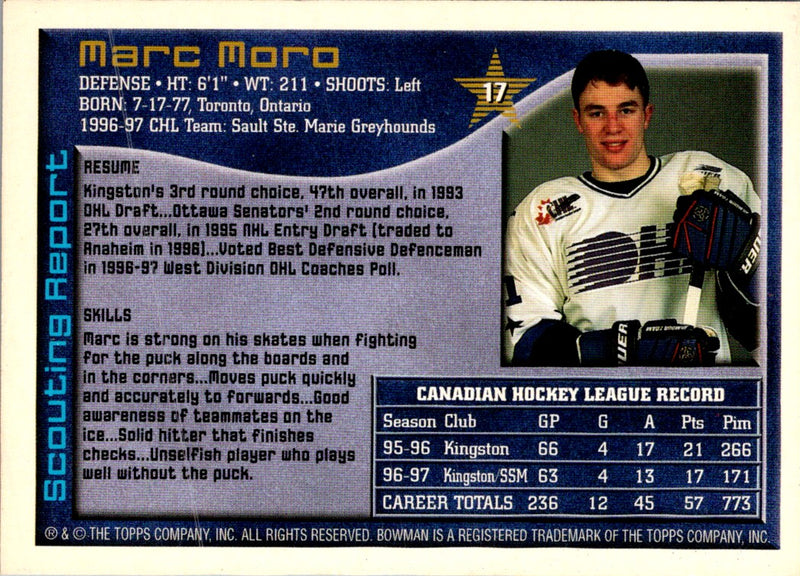 Marc Moro
DEFENSE • HT: 6'1" • WT: 211 • SHOOTS: Left
BORN: 7-17-77, Toronto, Ontario
1996-97 CHL Team: Sault Ste. Marie Greyhounds
17
Scouting Report
RESUME
Kingston's 3rd round choice, 47th overall, in 1993
OHL Draft...Ottawa Senators' 2nd round choice,
27th overall, in 1995 NHL Entry Draft (traded to
Anaheim in 1996)...Voted Best Defensive Defenceman
in 1996-97 West Division OHL Coaches Poll.
SKILLS
Marc is strong on his skates when fighting
for the puck along the boards and
in the corners...Moves puck quickly
and accurately to forwards...Good
awareness of teammates on the
ice...Solid hitter that finishes
checks...Unselfish player who plays
well without the puck.
CHL
OHL
BAUER
CANADIAN HOCKEY LEAGUE RECORD
Season Club GP G A Pts Pim
95-96 Kingston 66 4 17 21 266
96-97 Kingston/SSM 63 4 13 17 171
CAREER TOTALS 236 12 45 57 773
® & © THE TOPPS COMPANY, INC. ALL RIGHTS RESERVED. BOWMAN IS A REGISTERED TRADEMARK OF THE TOPPS COMPANY, INC.